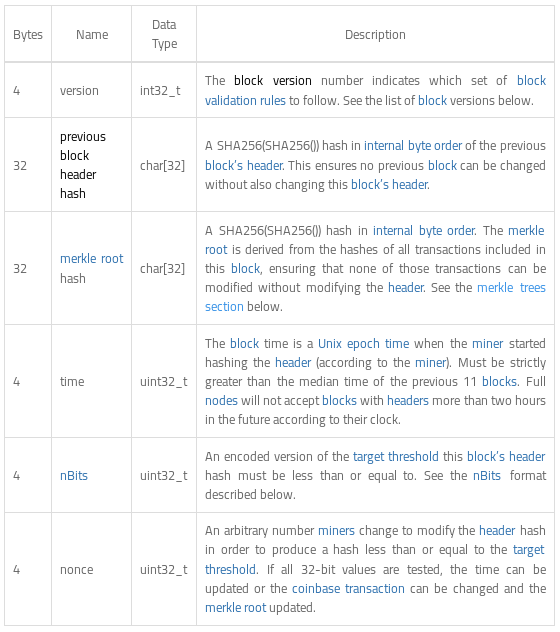 Bytes Name Data Type Description
4 version int32_t The block version number indicates which set of block
validation rules to follow. See the list of block versions below.
32 previous block header hash char[32] A SHA256(SHA256()) hash in internal byte order of the previous
block's header. This ensures no previous block can be changed
without also changing this block's header.
32 merkle root hash char[32] A SHA256(SHA256()) hash in internal byte order. The merkle
root is derived from the hashes of all transactions included in
this block, ensuring that none of those transactions can be
modified without modifying the header. See the merkle trees
section below.
4 time uint32_t The block time is a Unix epoch time when the miner started
hashing the header (according to the miner). Must be strictly
greater than the median time of the previous 11 blocks. Full
nodes will not accept blocks with headers more than two hours
in the future according to their clock.
4 nBits uint32_t An encoded version of the target threshold this block's header
hash must be less than or equal to. See the nBits format
described below.
4 nonce uint32_t An arbitrary number miners change to modify the header hash
in order to produce a hash less than or equal to the target
threshold. If all 32-bit values are tested, the time can be
updated or the coinbase transaction can be changed and the
merkle root updated.